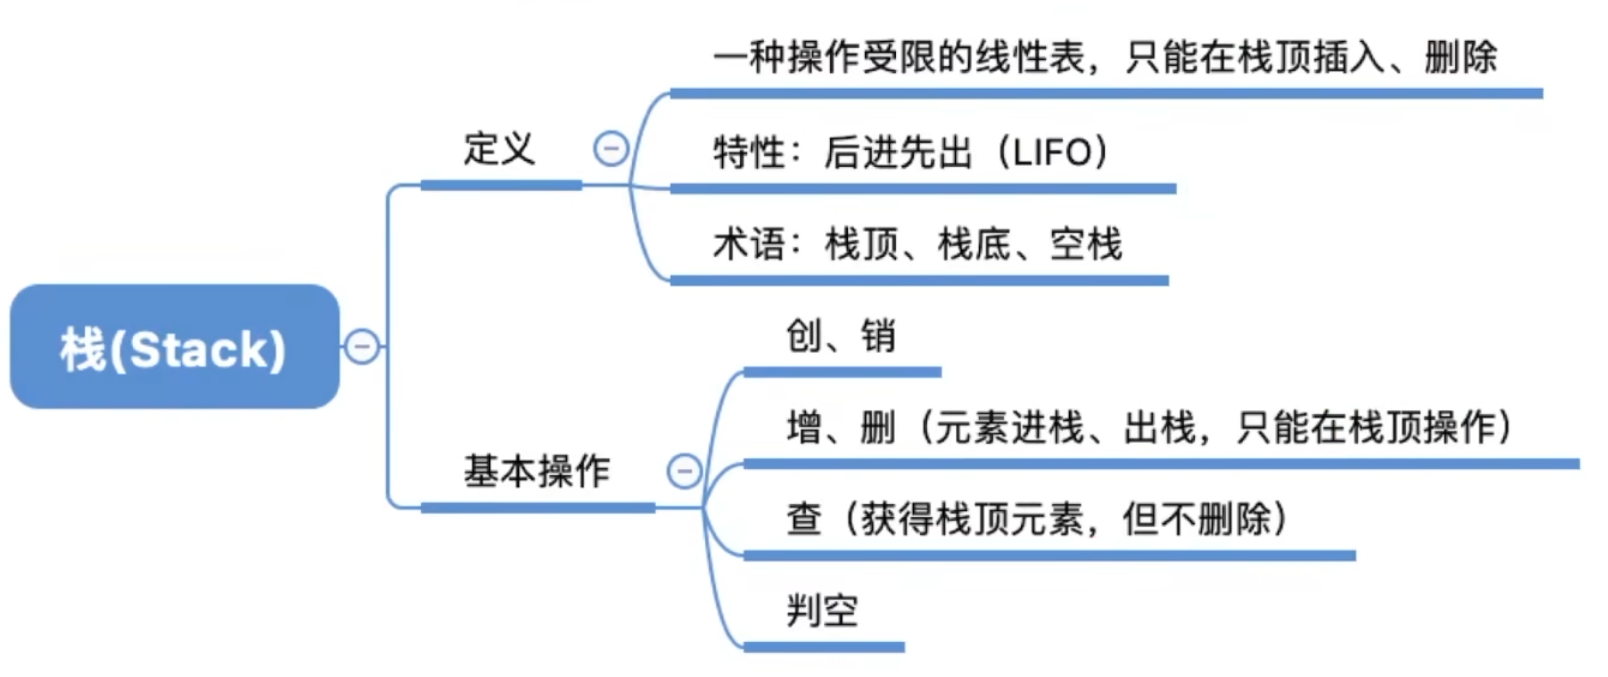 栈(Stack)
定义
一种操作受限的线性表，只能在栈顶插入、删除
特性：后进先出（LIFO）
术语：栈顶、栈底、空栈
基本操作
创、销
增、删（元素进栈、出栈，只能在栈顶操作）
查（获得栈顶元素，但不删除）
判空